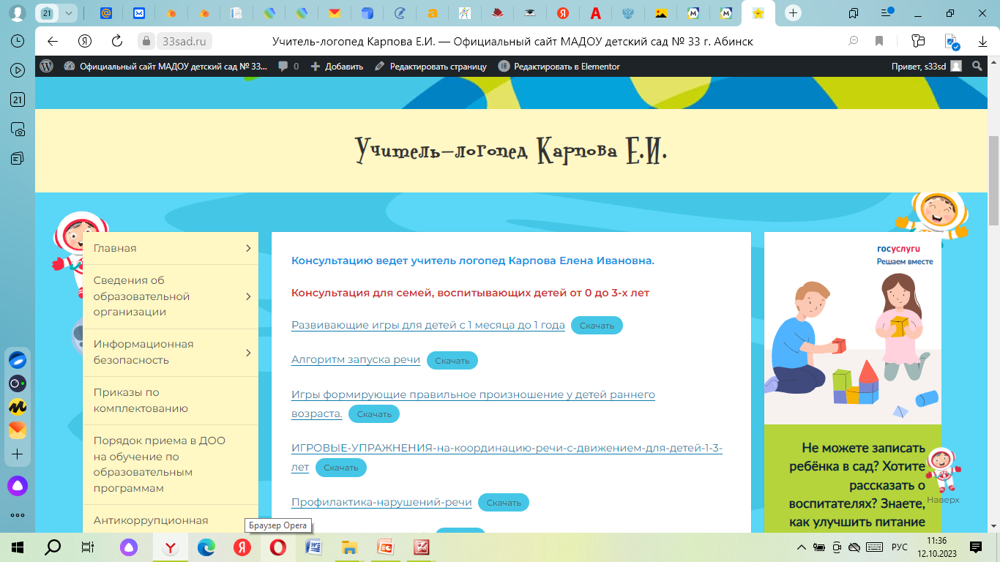 21
33sad.ru
Учитель-логопед Карпова Е.И. — Официальный сайт МАДОУ детский сад № 33 г. Абинск
Официальный сайт МАДОУ детский сад № 33...
0
Добавить
Редактировать страницу
Редактировать в Elementor
Привет, s33sd
21
Учитель-логопед Карпова Е.И.
Главная
Сведения об
образовательной
организации
Информационная
безопасность
Приказы по
комплектованию
Порядок приема в ДОО
на обучение по
образовательным
программам
Антикоррупционная
Консультацию ведет учитель логопед Карпова Елена Ивановна.
Консультация для семей, воспитывающих детей от 0 до 3-х лет
Развивающие игры для детей с 1 месяца до 1 года Скачать
Алгоритм запуска речи Скачать
Игры формирующие правильное произношение у детей раннего
возраста. Скачать
ИГРОВЫЕ-УПРАЖНЕНИЯ-на-координацию-речи-с-движением-для-детей-1-3-
лет Скачать
Профилактика-нарушений-речи Скачать
госуслуги
Решаем вместе
Не можете записать
ребёнка в сад? Хотите
рассказать о
воспитателях? Знаете,
как улучшить питание
Наверх
Браузер Opera
РУС
11:36
12.10.2023